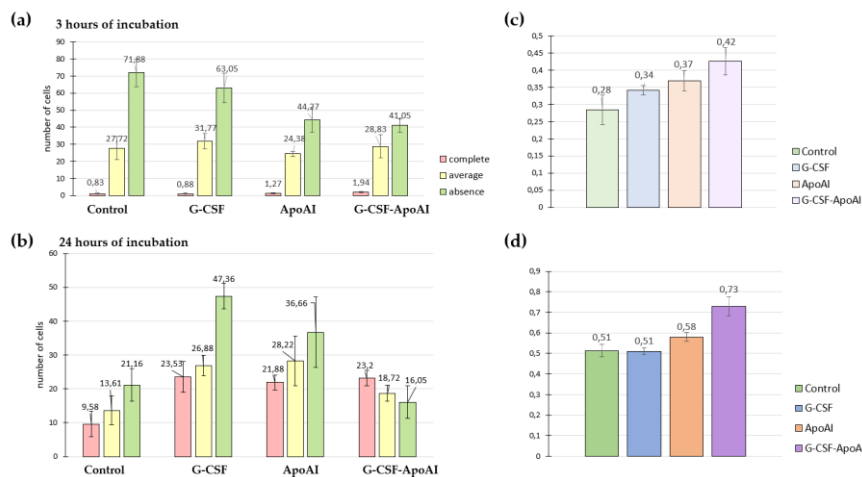 (a)
3 hours of incubation
90
80
70
60
50
40
30
20
10
0
number of cells
0,83
27,72
71,88
0,88
31,77
63,05
1,27
24,38
44,27
1,94
28,83
41,05
Control
G-CSF
ApoAI
G-CSF-ApoAI
complete
average
absence
(b)
24 hours of incubation
60
50
40
30
20
10
0
number of cells
9,58
13,61
21,16
23,53
26,88
47,36
21,88
28,22
36,66
23,2
18,72
16,05
Control
G-CSF
ApoAI
G-CSF-ApoAI
(c)
0,5
0,45
0,4
0,35
0,3
0,25
0,2
0,15
0,1
0,05
0
0,28
0,34
0,37
0,42
Control
G-CSF
ApoAI
G-CSF-ApoAI
(d)
0,9
0,8
0,7
0,6
0,5
0,4
0,3
0,2
0,1
0
0,51
0,51
0,58
0,73
Control
G-CSF
ApoAI
G-CSF-ApoA